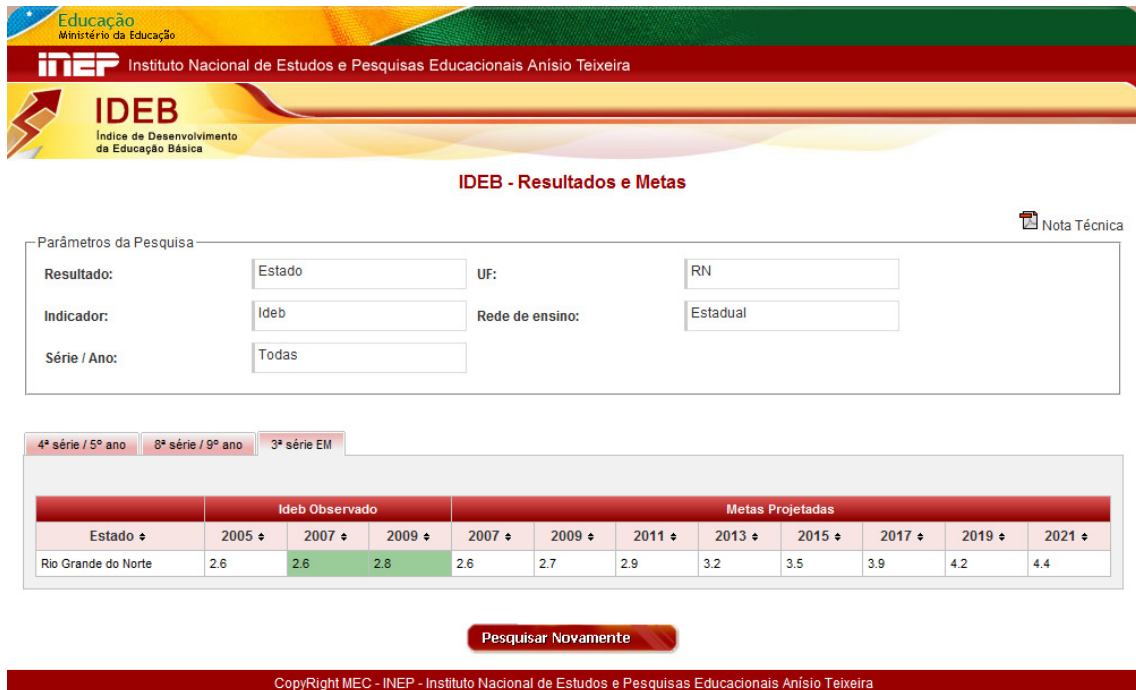 Educação
Ministério da Educação
inep Instituto Nacional de Estudos e Pesquisas Educacionais Anísio Teixeira
IDEB
Índice de Desenvolvimento
da Educação Básica
IDEB - Resultados e Metas
Nota Técnica
Parâmetros da Pesquisa
Resultado: Estado UF: RN
Indicador: Ideb Rede de ensino: Estadual
Série / Ano: Todas
4ª série / 5º ano 8ª série / 9º ano 3ª série EM
Ideb Observado Metas Projetadas
Estado 2005 2007 2009 2007 2009 2011 2013 2015 2017 2019 2021
Rio Grande do Norte 2.6 2.6 2.8 2.6 2.7 2.9 3.2 3.5 3.9 4.2 4.4
Pesquisar Novamente
CopyRight MEC - INEP - Instituto Nacional de Estudos e Pesquisas Educacionais Anísio Teixeira